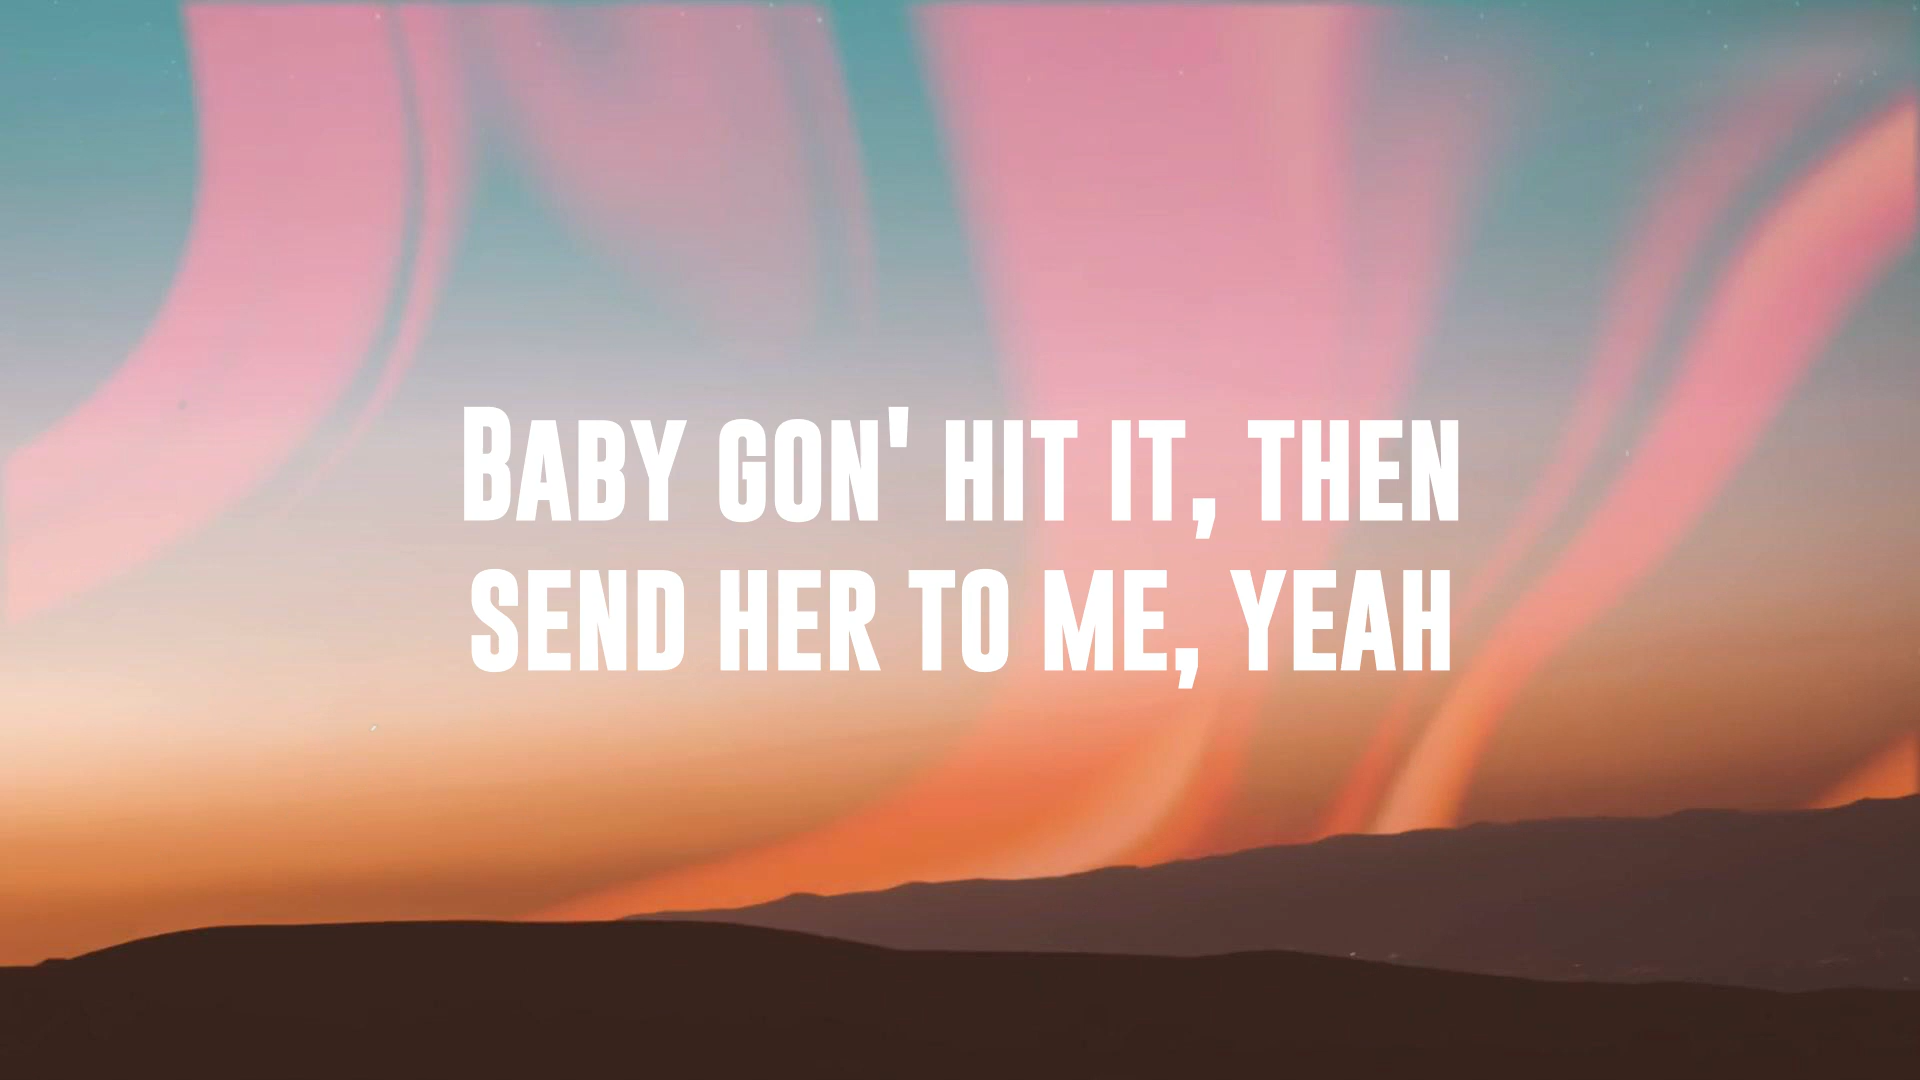 Baby gon' hit it, then
send her to me, yeah